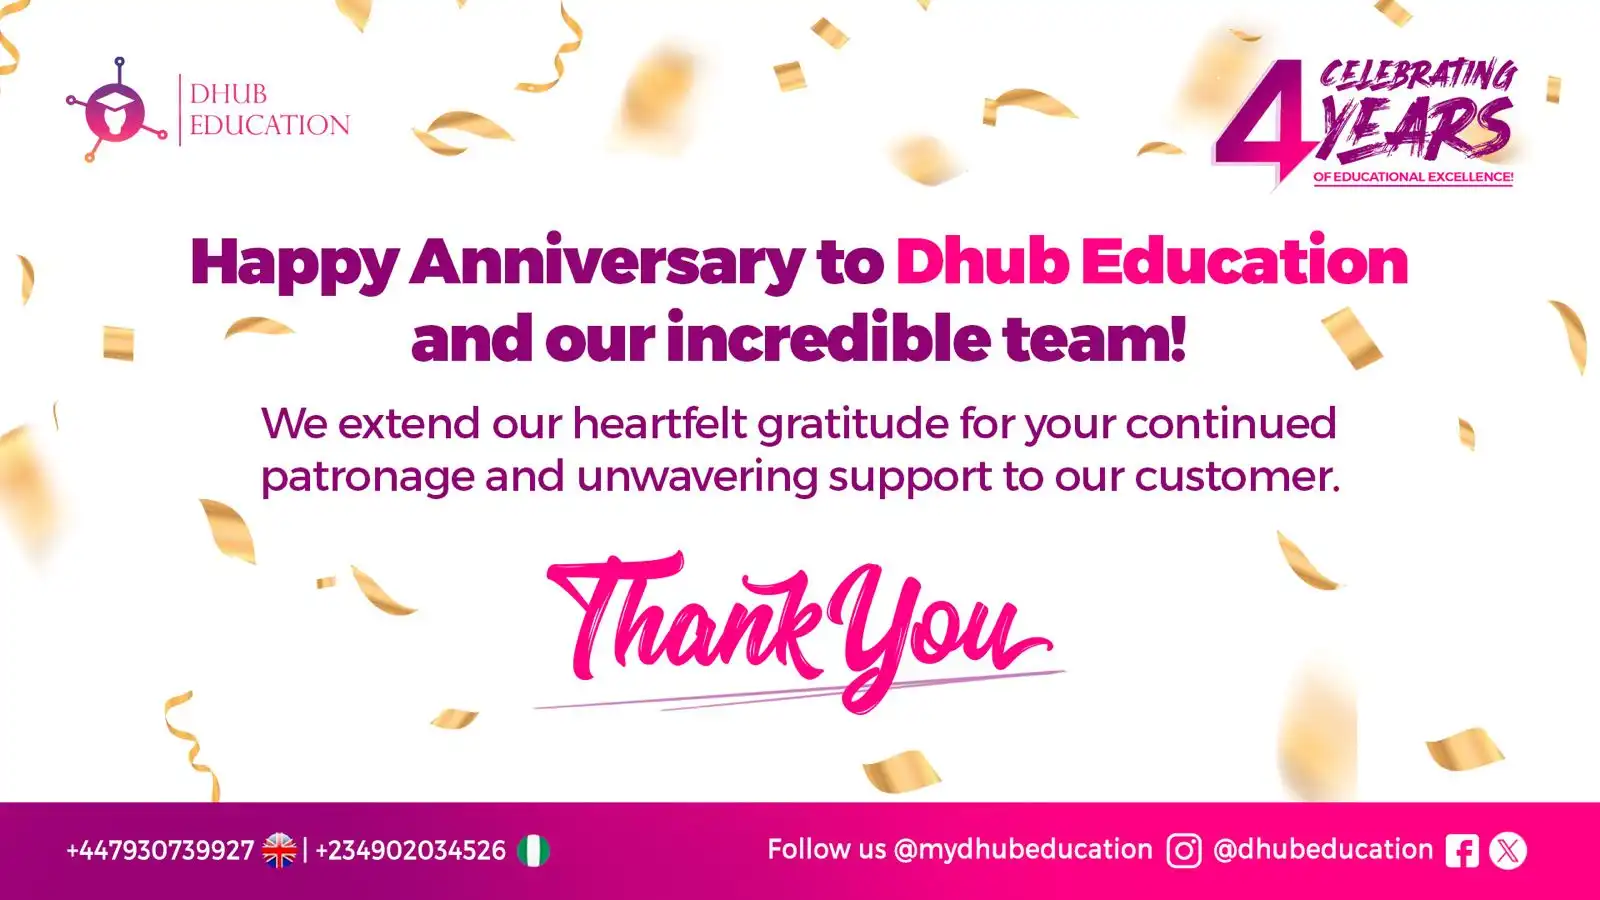 DHUB
EDUCATION
4 CELEBRATING
YEARS
OF EDUCATIONAL EXCELLENCE!
Happy Anniversary to Dhub Education
and our incredible team!
We extend our heartfelt gratitude for your continued
patronage and unwavering support to our customer.
Thank You
+447930739927 | +234902034526
Follow us @mydhubeducation @dhubeducation